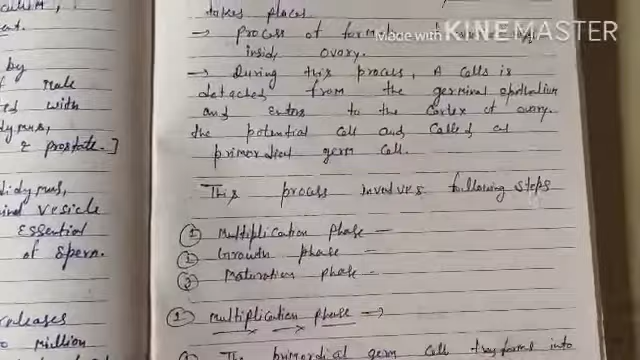 takes places
→ process of
inside ovary.
→ During this process, A cells is
detached from the germinal epithelium
and enters to the cortex of ovary.
the potential cell and called as
primordial germ cell.
This process involves following steps
① Multiplication phase —
② Growth phase —
③ Maturation phase -
① Multiplication phase →
The primordial germ cell transformed into
by
male
with
& prostate.]
vesicle
Essential
of sperm.
releases
million
Made with KINEMASTER